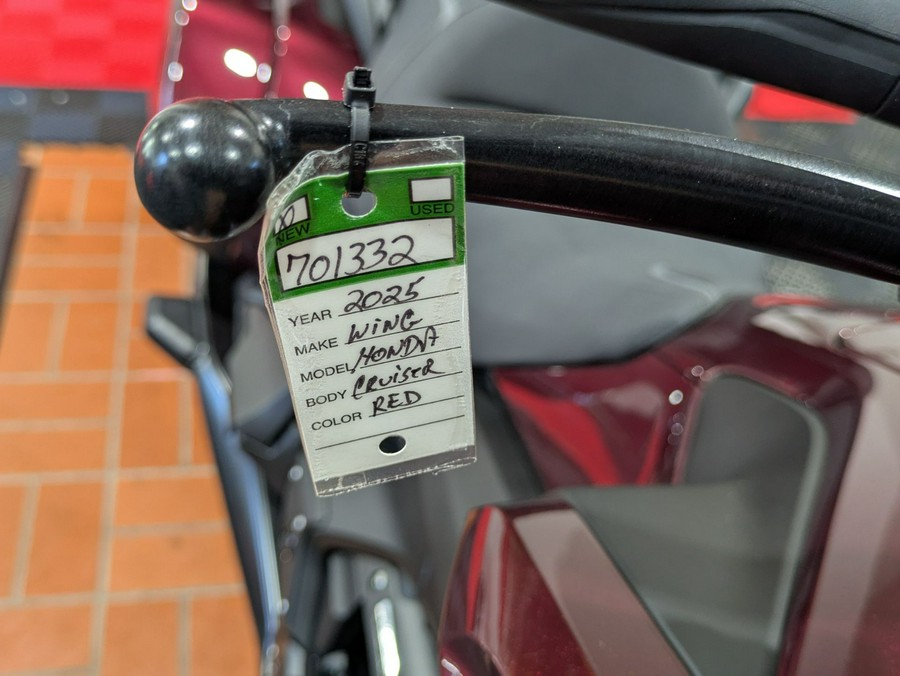 X NEW USED
701332
YEAR 2025
MAKE WING
MODEL HONDA
BODY CRUISER
COLOR RED